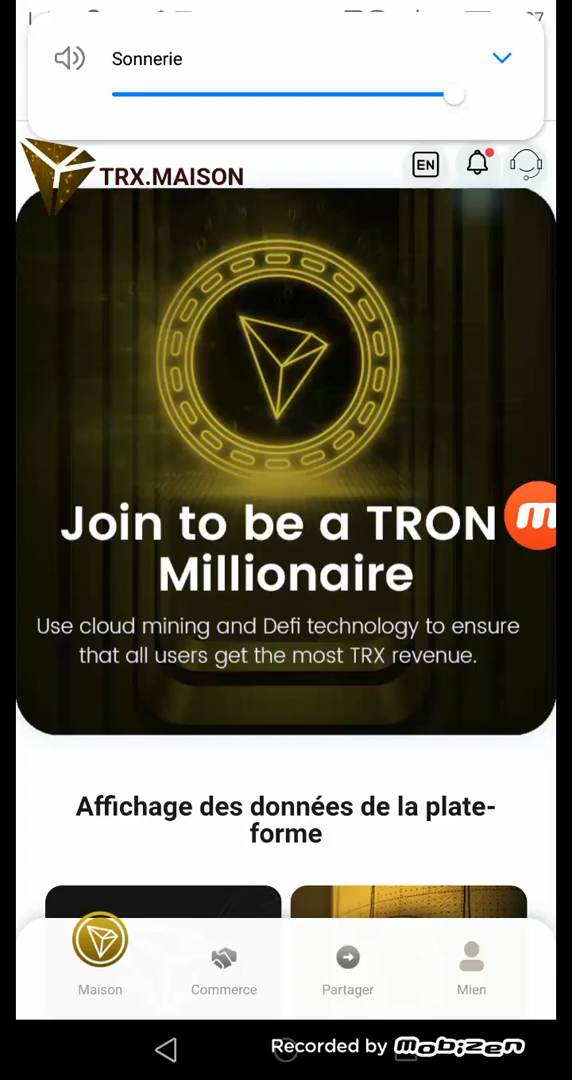 Sonnerie
TRX.MAISON
EN
Join to be a TRON
Millionaire
Use cloud mining and Defi technology to ensure
that all users get the most TRX revenue.
Affichage des données de la plate-
forme
Maison
Commerce
Partager
Mien
Recorded by Mobizen